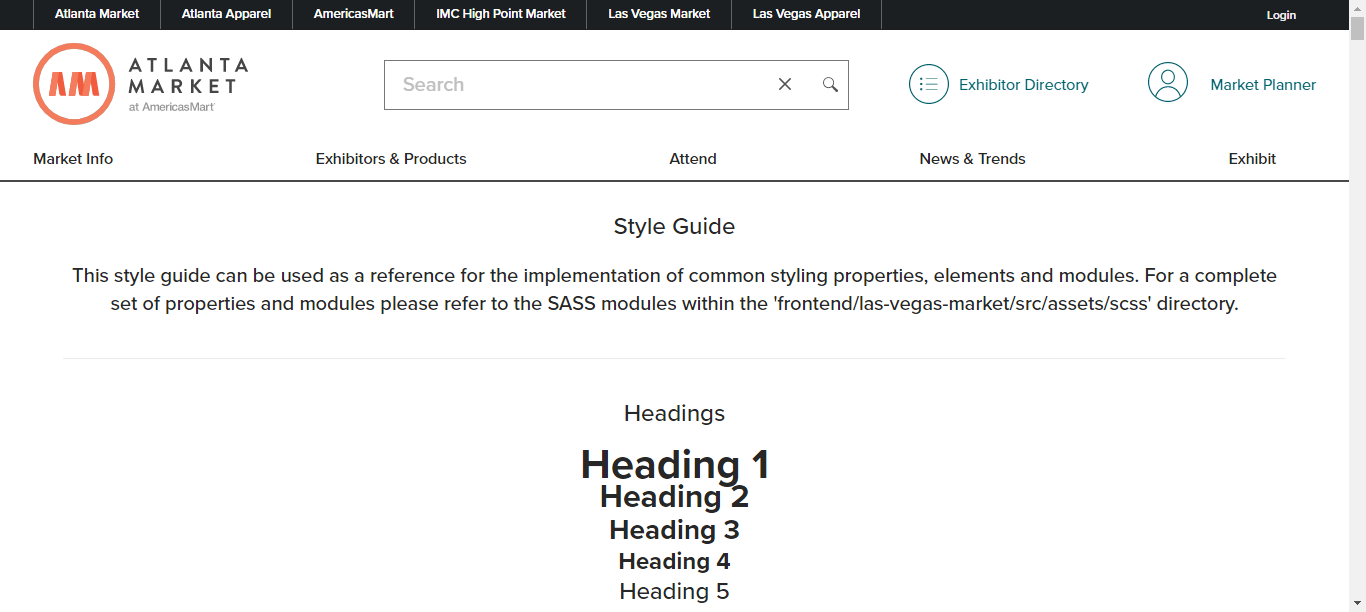 Atlanta Market Atlanta Apparel AmericasMart IMC High Point Market Las Vegas Market Las Vegas Apparel Login
ATLANTA
MARKET
at AmericasMart
Search
Exhibitor Directory
Market Planner
Market Info Exhibitors & Products Attend News & Trends Exhibit
Style Guide
This style guide can be used as a reference for the implementation of common styling properties, elements and modules. For a complete
set of properties and modules please refer to the SASS modules within the 'frontend/las-vegas-market/src/assets/scss' directory.
Headings
Heading 1
Heading 2
Heading 3
Heading 4
Heading 5